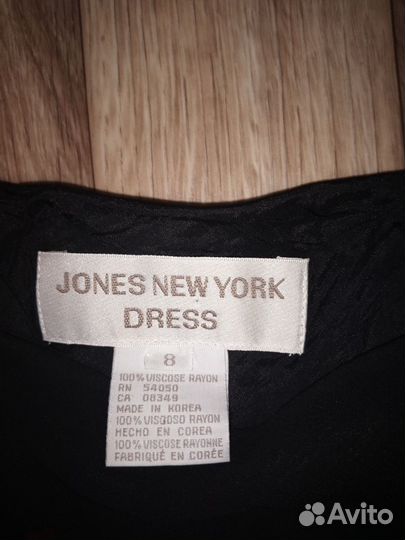 JONES NEW YORK
DRESS
8
100% VISCOSE RAYON
RN 54050
CA 08349
MADE IN KOREA
100% VISGOSO RAYON
HECHO EN COREA
100% VISCOSE RAYONNE
FABRIQUÉ EN CORÉE
Avito